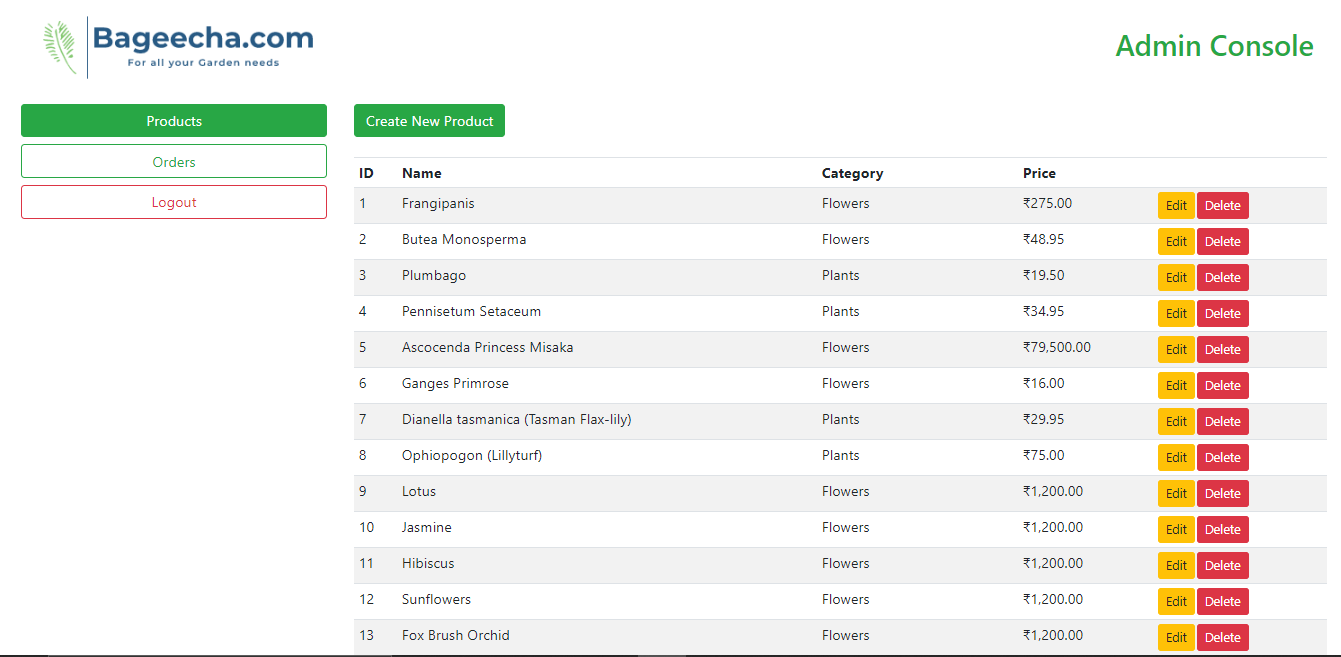 Bageecha.com
For all your Garden needs
Admin Console
Products
Orders
Logout
Create New Product
ID Name Category Price
1 Frangipanis Flowers ₹275.00 Edit Delete
2 Butea Monosperma Flowers ₹48.95 Edit Delete
3 Plumbago Plants ₹19.50 Edit Delete
4 Pennisetum Setaceum Plants ₹34.95 Edit Delete
5 Ascocenda Princess Misaka Flowers ₹79,500.00 Edit Delete
6 Ganges Primrose Flowers ₹16.00 Edit Delete
7 Dianella tasmanica (Tasman Flax-lily) Plants ₹29.95 Edit Delete
8 Ophiopogon (Lillyturf) Plants ₹75.00 Edit Delete
9 Lotus Flowers ₹1,200.00 Edit Delete
10 Jasmine Flowers ₹1,200.00 Edit Delete
11 Hibiscus Flowers ₹1,200.00 Edit Delete
12 Sunflowers Flowers ₹1,200.00 Edit Delete
13 Fox Brush Orchid Flowers ₹1,200.00 Edit Delete